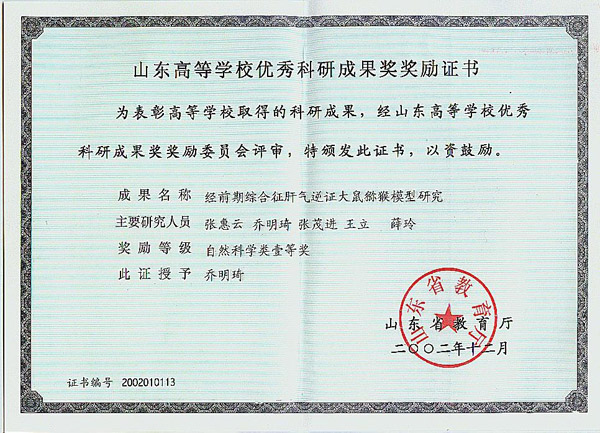 山东高等学校优秀科研成果奖奖励证书
为表彰高等学校取得的科研成果，经山东高等学校优秀
科研成果奖奖励委员会评审，特颁发此证书，以资鼓励。
成果名称 经前期综合征肝气逆证大鼠猕猴模型研究
主要研究人员 张惠云 乔明琦 张茂进 王立 薛玲
奖励等级 自然科学类壹等奖
此证授予 乔明琦
山东省教育厅
山东省教育厅
二〇〇二年十二月
证书编号 2002010113